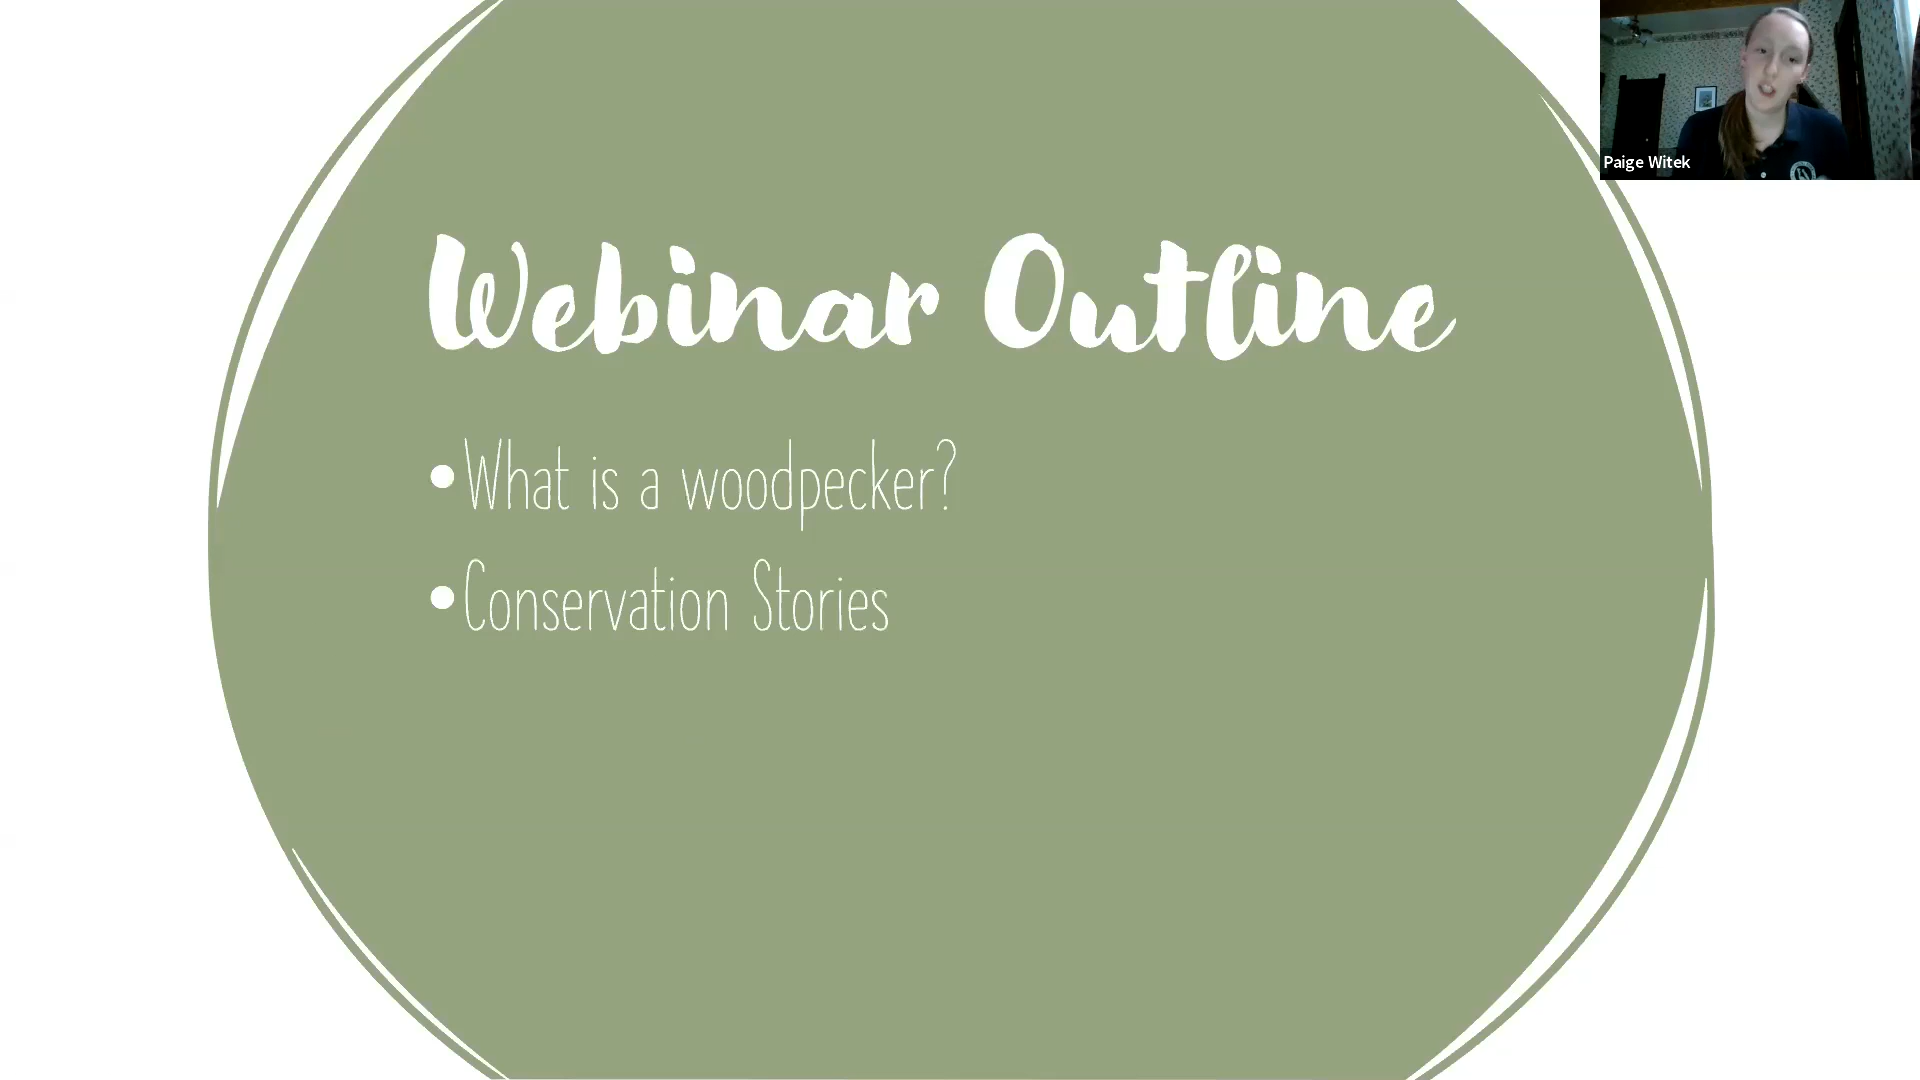 Webinar Outline
•What is a woodpecker?
•Conservation Stories
Paige Witek